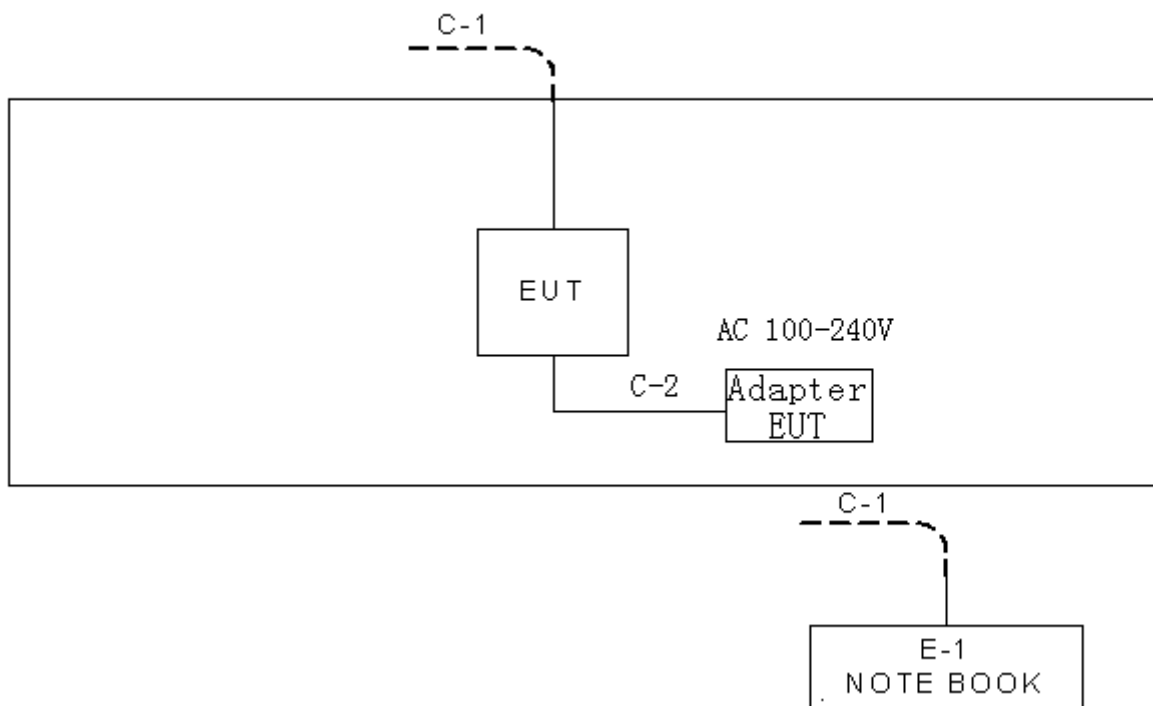 C-1
EUT
AC 100-240V
C-2
Adapter
EUT
C-1
E-1
NOTE BOOK